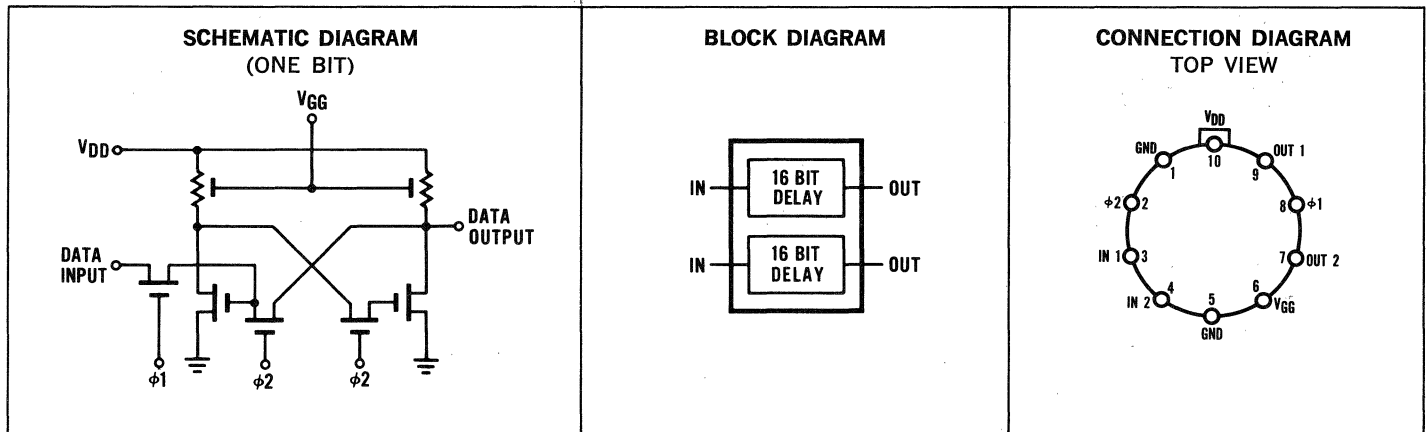 SCHEMATIC DIAGRAM
(ONE BIT)
VGG
VDD
DATA
OUTPUT
DATA
INPUT
ϕ1
ϕ2
ϕ2
BLOCK DIAGRAM
IN
16 BIT
DELAY
OUT
IN
16 BIT
DELAY
OUT
CONNECTION DIAGRAM
TOP VIEW
VDD
10
GND
1
OUT 1
9
ϕ2
2
8
ϕ1
IN 1
3
7
OUT 2
IN 2
4
5
GND
6
VGG